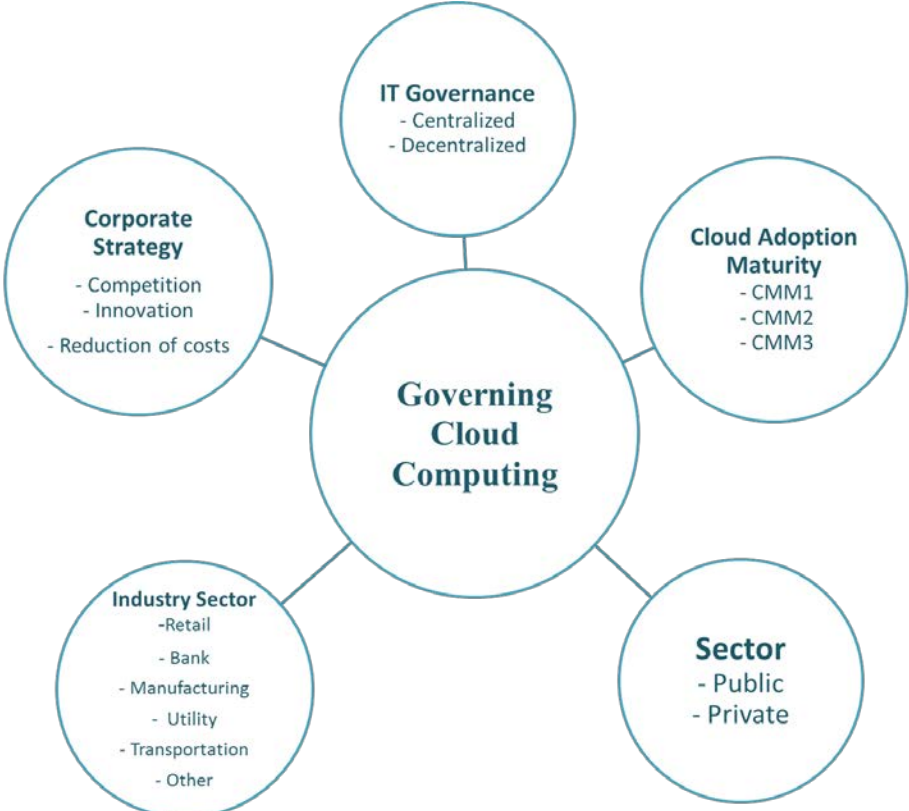 IT Governance
- Centralized
- Decentralized
Corporate
Strategy
- Competition
- Innovation
- Reduction of costs
Cloud Adoption
Maturity
- CMM1
- CMM2
- CMM3
Governing
Cloud
Computing
Industry Sector
-Retail
- Bank
- Manufacturing
- Utility
- Transportation
- Other
Sector
- Public
- Private